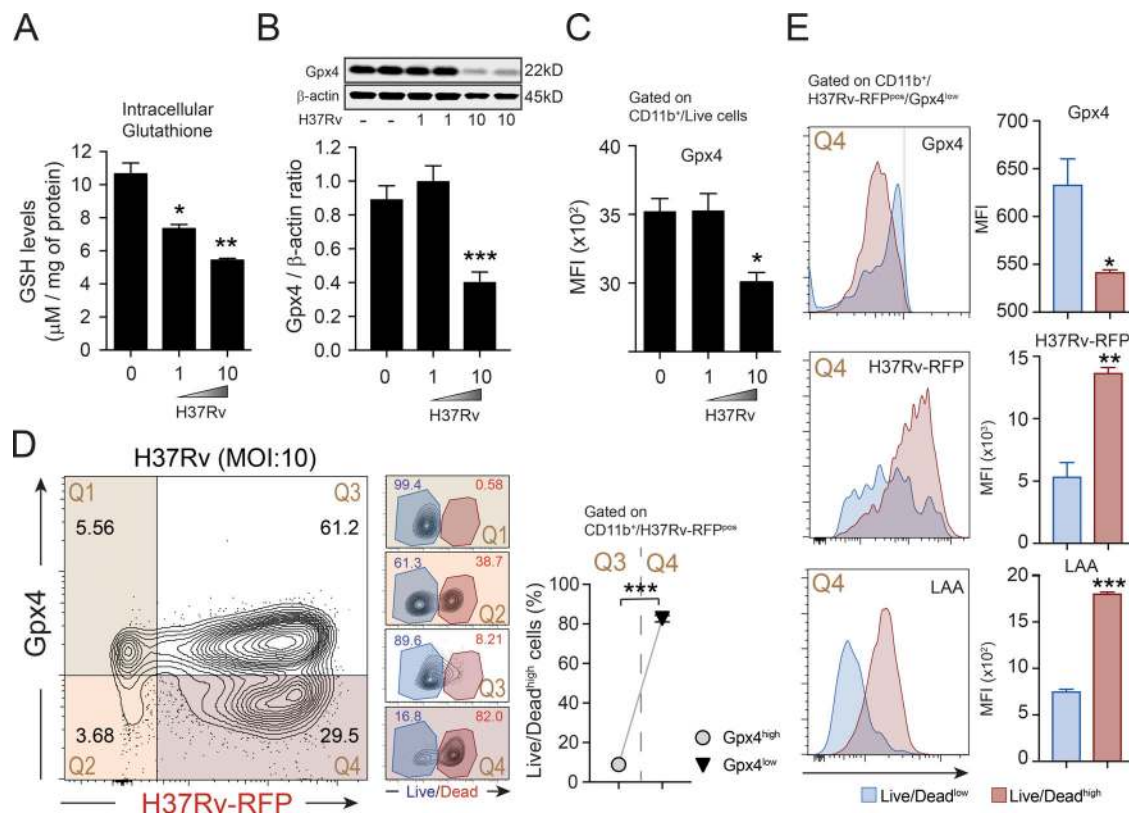 A
Intracellular
Glutathione
GSH levels
(μM / mg of protein)
12
10
8
6
4
2
0
*
**
0
1
10
H37Rv
B
Gpx4
22kD
β-actin
45kD
H37Rv
-
-
1
1
10
10
Gpx4 / β-actin ratio
1.2
1.0
0.8
0.6
0.4
0.2
0.0
***
0
1
10
H37Rv
C
Gated on
CD11b⁺/Live cells
Gpx4
MFI (x10²)
40
35
30
*
0
1
10
H37Rv
D
H37Rv (MOI:10)
Gpx4
Q1
5.56
Q3
61.2
3.68
Q2
29.5
Q4
H37Rv-RFP
99.4
0.58
Q1
61.3
38.7
Q2
89.6
8.21
Q3
16.8
82.0
Q4
Live/Dead
Gated on
CD11b⁺/H37Rv-RFPᵖᵒˢ
Q3
Q4
Live/Deadʰⁱᵍʰ cells (%)
100
80
60
40
20
0
***
Gpx4ʰⁱᵍʰ
Gpx4ˡᵒʷ
E
Gated on CD11b⁺/
H37Rv-RFPᵖᵒˢ/Gpx4ˡᵒʷ
Q4
Gpx4
Gpx4
MFI
700
650
600
550
500
*
Q4
H37Rv-RFP
H37Rv-RFP
MFI (x10³)
15
10
5
0
**
Q4
LAA
LAA
MFI (x10²)
20
15
10
5
0
***
Live/Deadˡᵒʷ
Live/Deadʰⁱᵍʰ